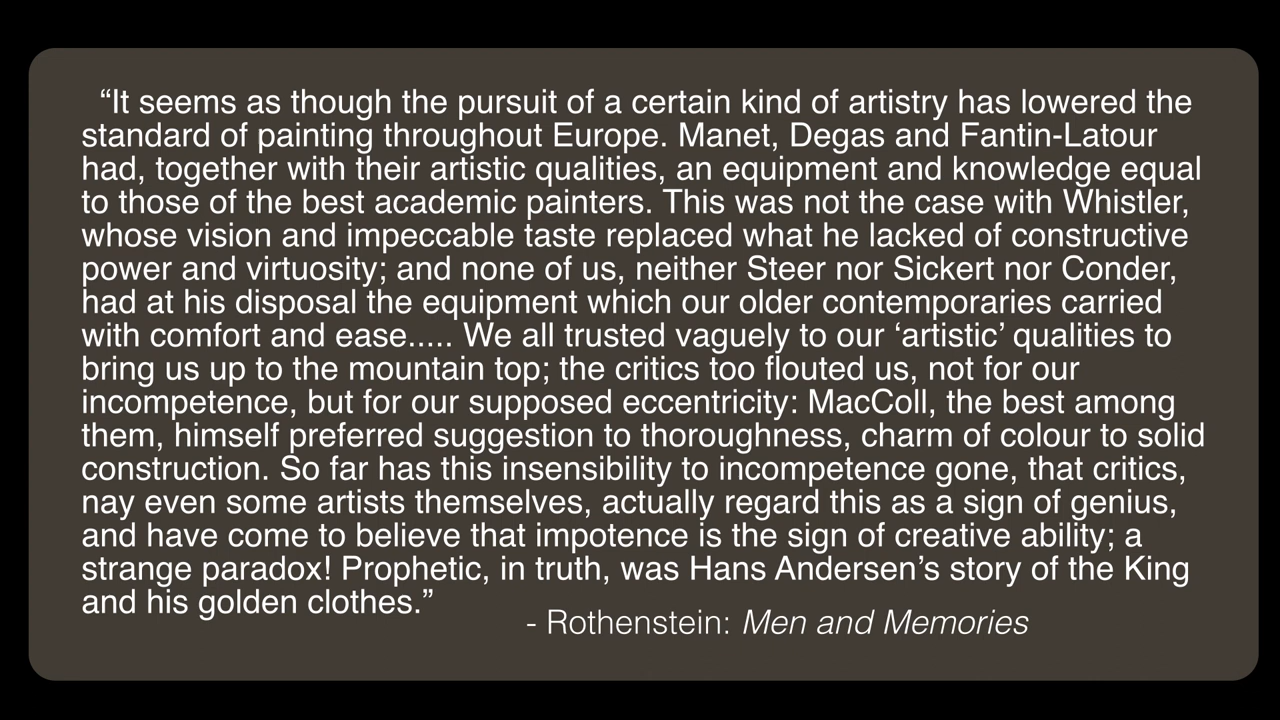 “It seems as though the pursuit of a certain kind of artistry has lowered the
standard of painting throughout Europe. Manet, Degas and Fantin-Latour
had, together with their artistic qualities, an equipment and knowledge equal
to those of the best academic painters. This was not the case with Whistler,
whose vision and impeccable taste replaced what he lacked of constructive
power and virtuosity; and none of us, neither Steer nor Sickert nor Conder,
had at his disposal the equipment which our older contemporaries carried
with comfort and ease..... We all trusted vaguely to our ‘artistic’ qualities to
bring us up to the mountain top; the critics too flouted us, not for our
incompetence, but for our supposed eccentricity: MacColl, the best among
them, himself preferred suggestion to thoroughness, charm of colour to solid
construction. So far has this insensibility to incompetence gone, that critics,
nay even some artists themselves, actually regard this as a sign of genius,
and have come to believe that impotence is the sign of creative ability; a
strange paradox! Prophetic, in truth, was Hans Andersen’s story of the King
and his golden clothes.”
- Rothenstein: Men and Memories